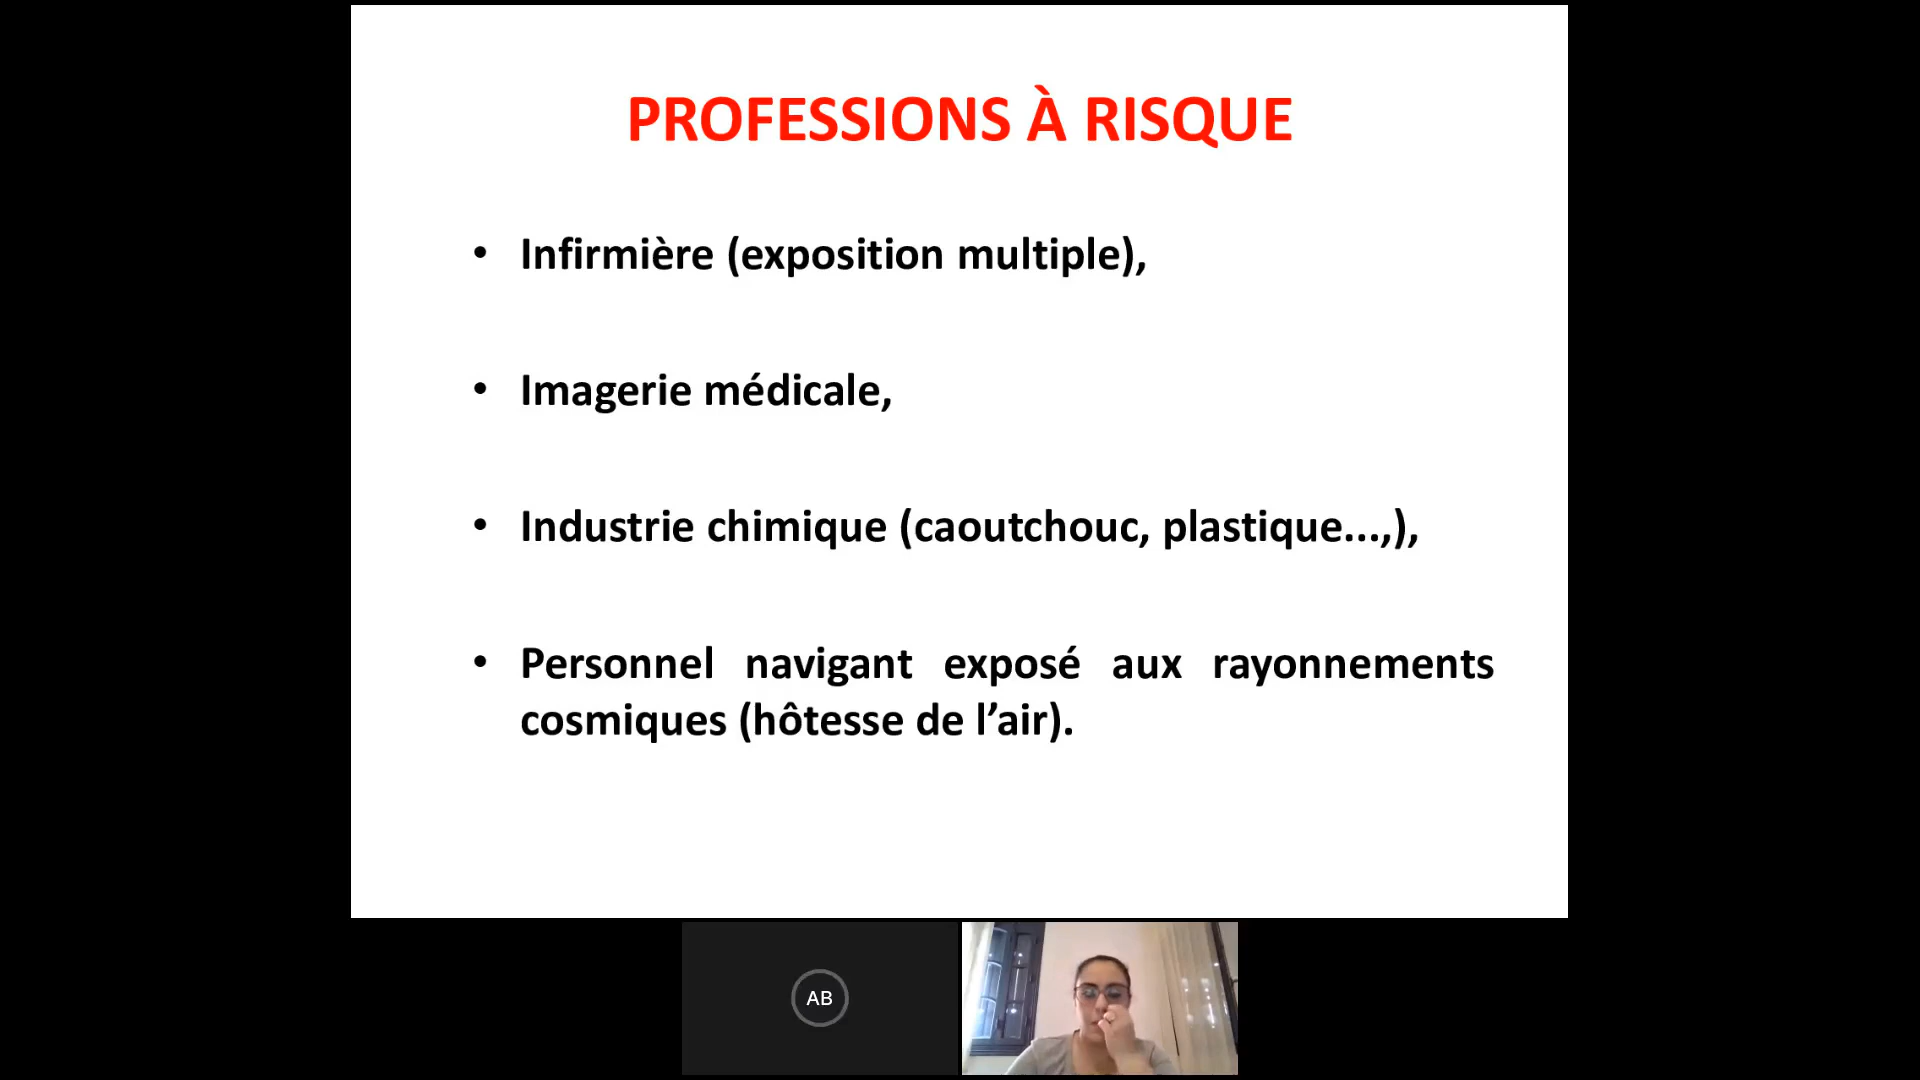 PROFESSIONS À RISQUE
• Infirmière (exposition multiple),
• Imagerie médicale,
• Industrie chimique (caoutchouc, plastique...,),
• Personnel navigant exposé aux rayonnements
cosmiques (hôtesse de l’air).
AB